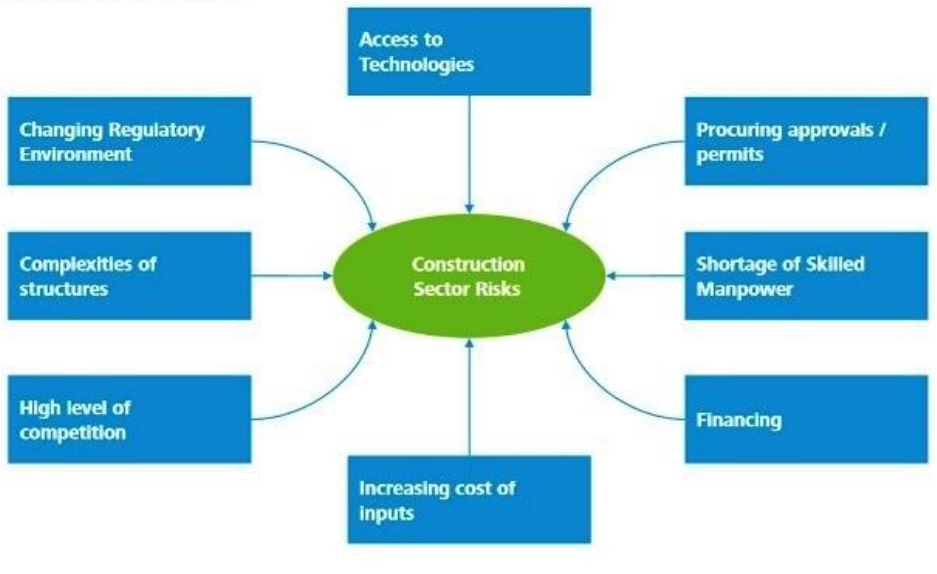 Access to
Technologies
Changing Regulatory
Environment
Procuring approvals /
permits
Complexities of
structures
Construction
Sector Risks
Shortage of Skilled
Manpower
High level of
competition
Financing
Increasing cost of
inputs